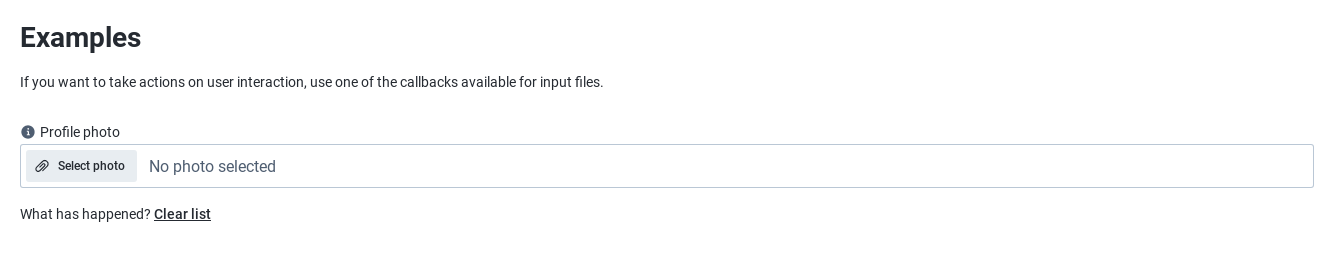 Examples
If you want to take actions on user interaction, use one of the callbacks available for input files.
Profile photo
Select photo No photo selected
What has happened? Clear list